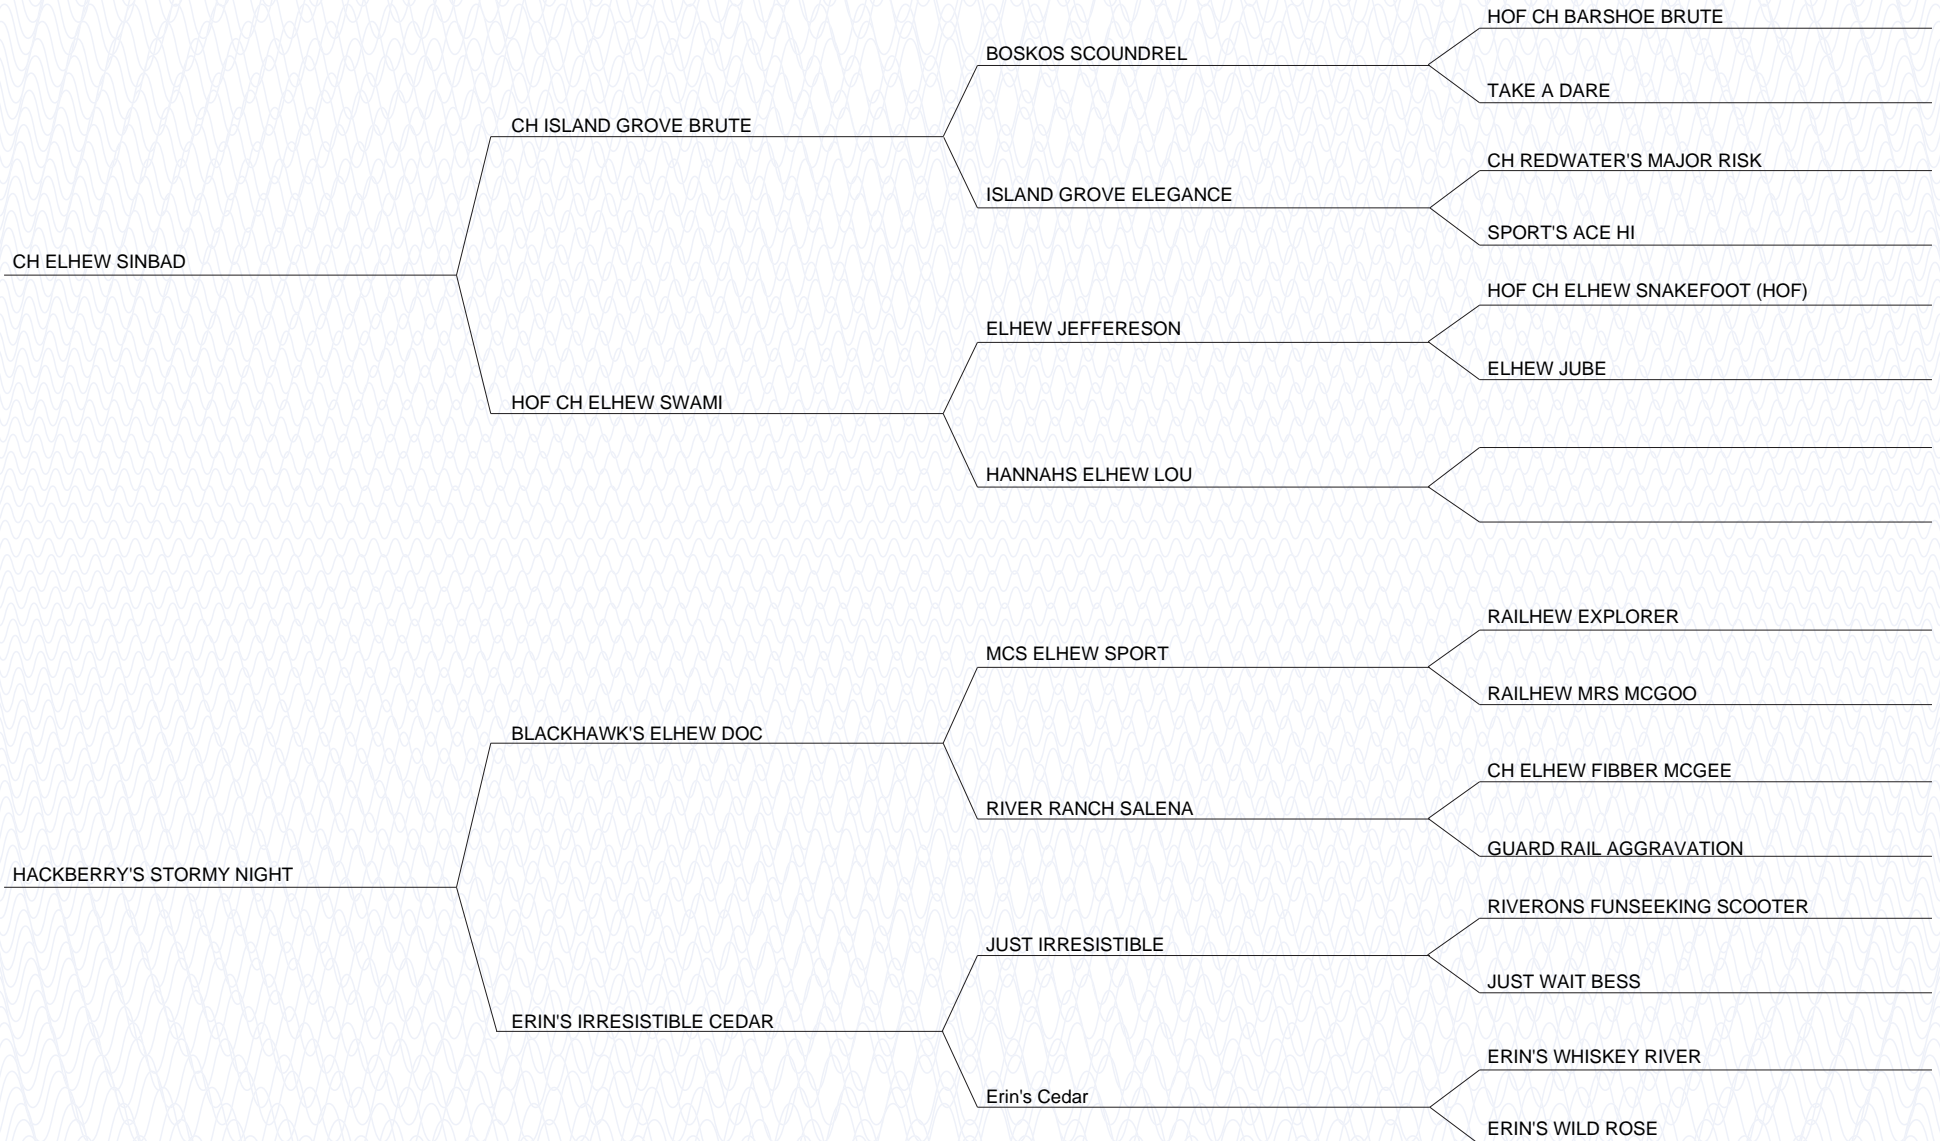 HOF CH BARSHOE BRUTE
BOSKOS SCOUNDREL
TAKE A DARE
CH ISLAND GROVE BRUTE
CH REDWATER'S MAJOR RISK
ISLAND GROVE ELEGANCE
SPORT'S ACE HI
CH ELHEW SINBAD
HOF CH ELHEW SNAKEFOOT (HOF)
ELHEW JEFFERESON
ELHEW JUBE
HOF CH ELHEW SWAMI
HANNAHS ELHEW LOU
RAILHEW EXPLORER
MCS ELHEW SPORT
RAILHEW MRS MCGOO
BLACKHAWK'S ELHEW DOC
CH ELHEW FIBBER MCGEE
RIVER RANCH SALENA
GUARD RAIL AGGRAVATION
HACKBERRY'S STORMY NIGHT
RIVERONS FUNSEEKING SCOOTER
JUST IRRESISTIBLE
JUST WAIT BESS
ERIN'S IRRESISTIBLE CEDAR
ERIN'S WHISKEY RIVER
Erin's Cedar
ERIN'S WILD ROSE